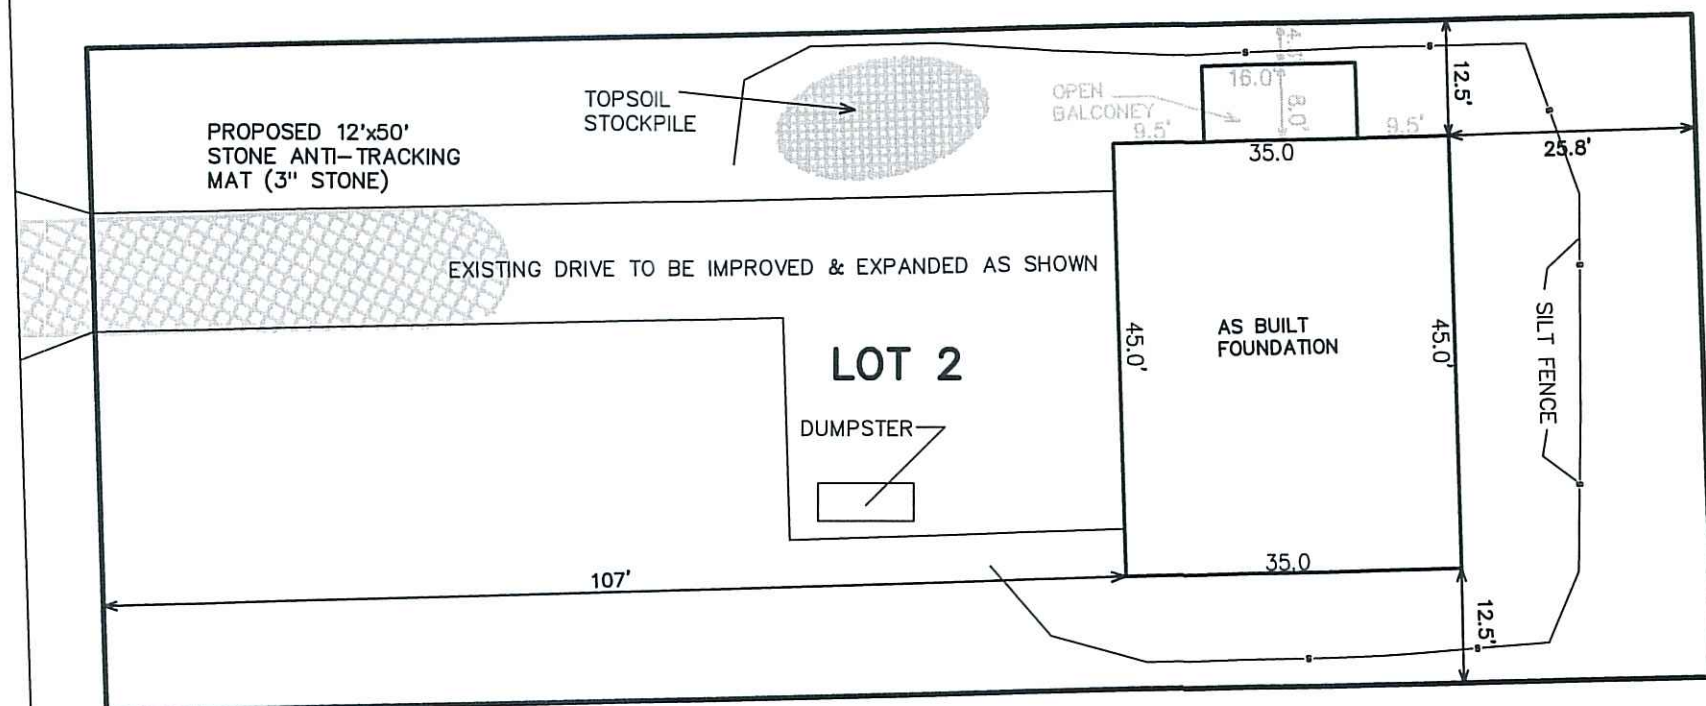 PROPOSED 12'x50'
STONE ANTI-TRACKING
MAT (3" STONE)
TOPSOIL
STOCKPILE
OPEN
BALCONEY
16.0'
8.0'
9.5'
9.5'
12.5'
25.8'
35.0
EXISTING DRIVE TO BE IMPROVED & EXPANDED AS SHOWN
LOT 2
DUMPSTER
45.0'
AS BUILT
FOUNDATION
45.0'
SILT FENCE
35.0
107'
12.5'